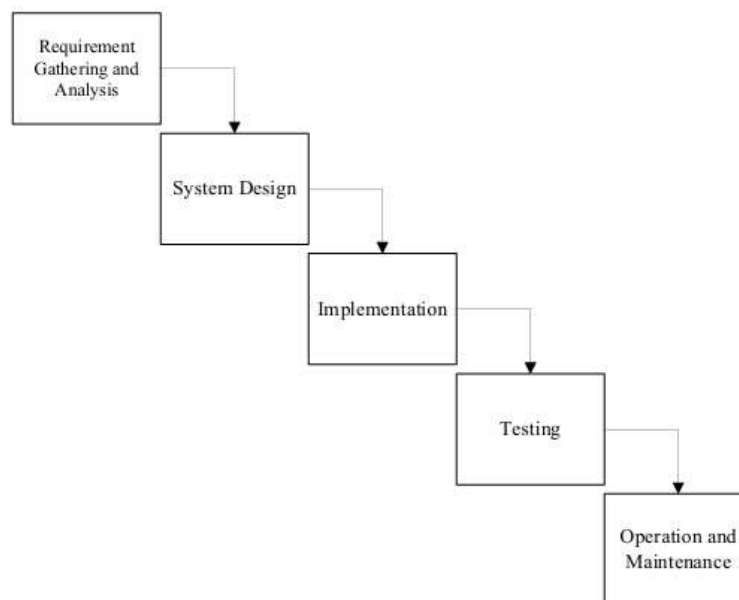 Requirement
Gathering and
Analysis
System Design
Implementation
Testing
Operation and
Maintenance